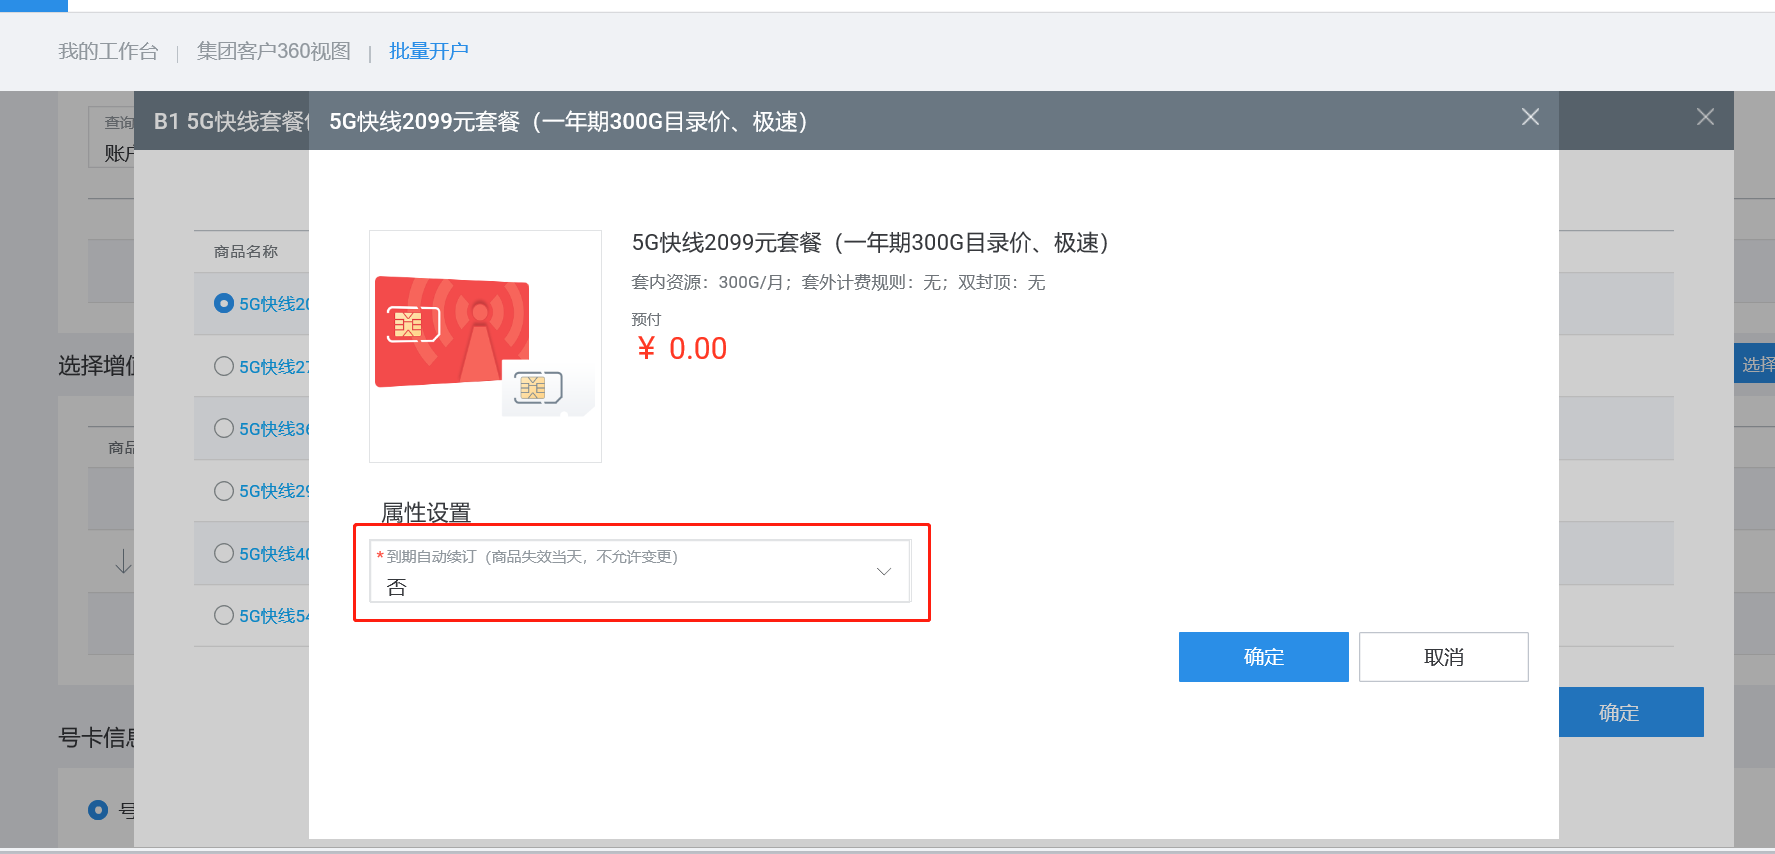 我的工作台 | 集团客户360视图 | 批量开户
查询
账户
B1 5G快线套餐
5G快线2099元套餐（一年期300G目录价、极速）
商品名称
5G快线20
5G快线27
5G快线36
5G快线29
5G快线40
5G快线54
选择增值
商品
号卡信息
5G快线2099元套餐（一年期300G目录价、极速）
套内资源：300G/月；套外计费规则：无；双封顶：无
预付
￥ 0.00
属性设置
*到期自动续订（商品失效当天，不允许变更）
否
确定
取消
选择
确定